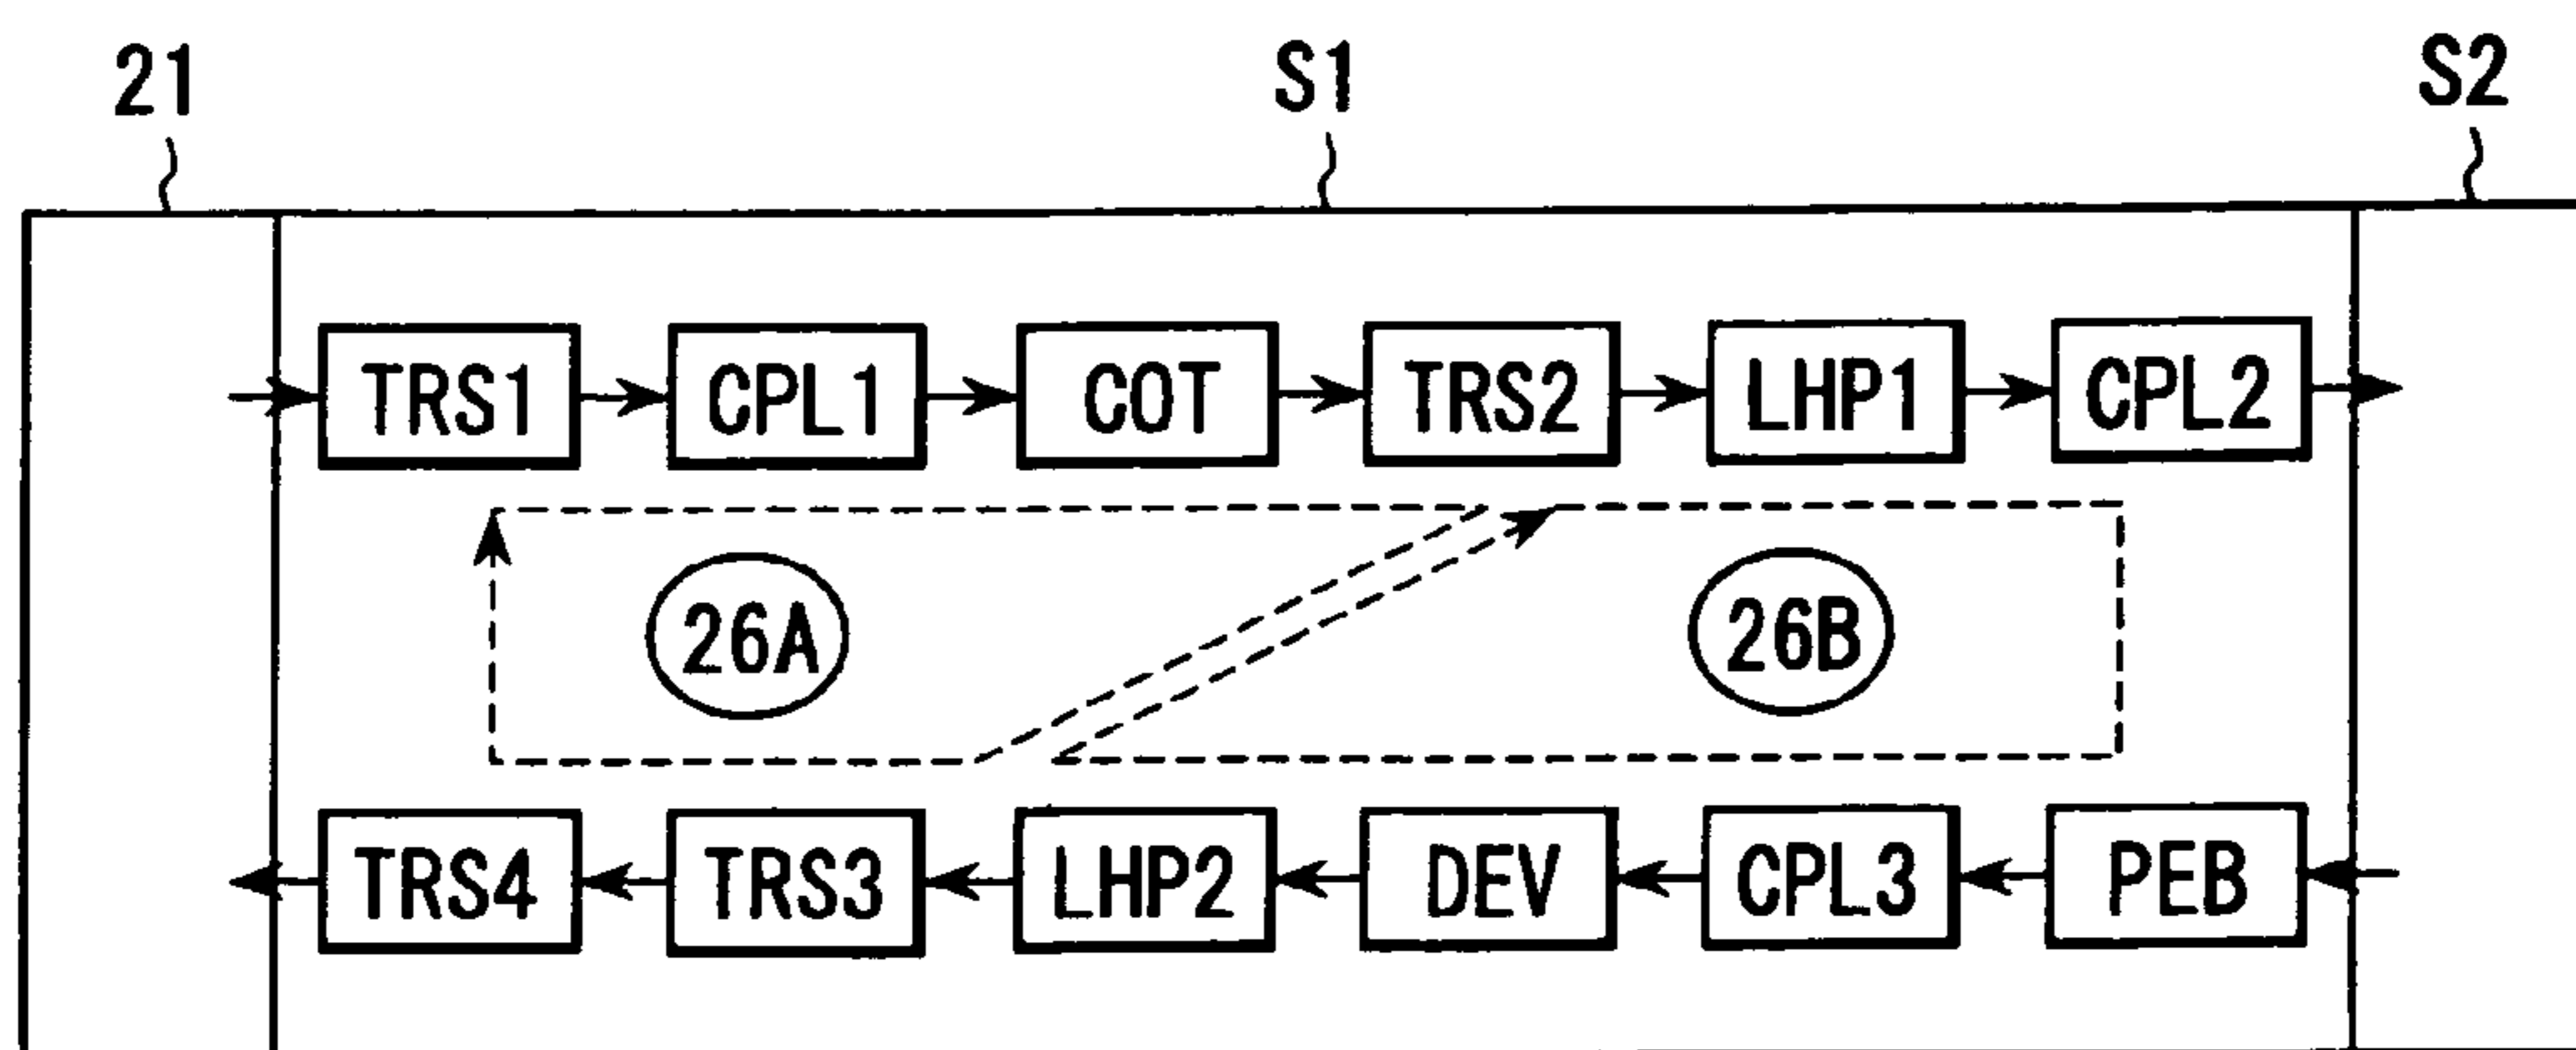 21 S1 S2
TRS1 CPL1 COT TRS2 LHP1 CPL2
26A 26B
TRS4 TRS3 LHP2 DEV CPL3 PEB